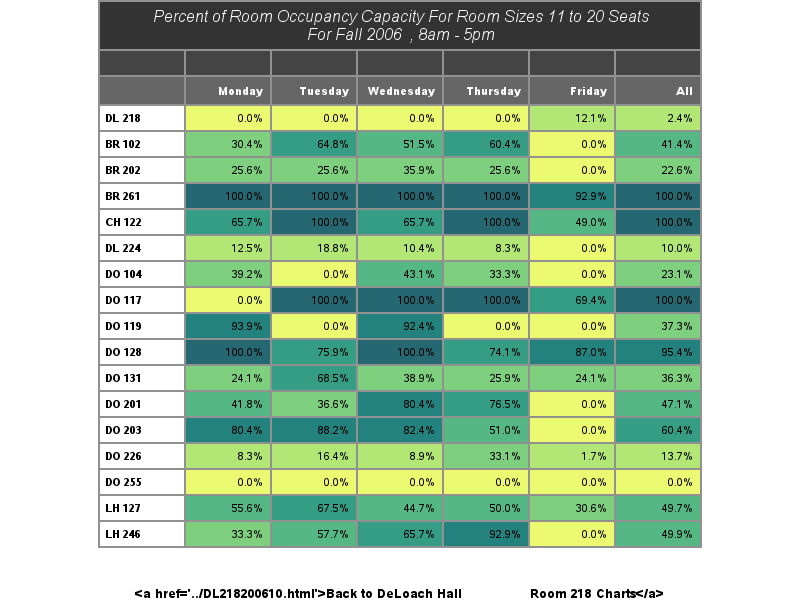 Percent of Room Occupancy Capacity For Room Sizes 11 to 20 Seats
For Fall 2006 , 8am - 5pm
Monday Tuesday Wednesday Thursday Friday All
DL 218 0.0% 0.0% 0.0% 0.0% 12.1% 2.4%
BR 102 30.4% 64.8% 51.5% 60.4% 0.0% 41.4%
BR 202 25.6% 25.6% 35.9% 25.6% 0.0% 22.6%
BR 261 100.0% 100.0% 100.0% 100.0% 92.9% 100.0%
CH 122 65.7% 100.0% 65.7% 100.0% 49.0% 100.0%
DL 224 12.5% 18.8% 10.4% 8.3% 0.0% 10.0%
DO 104 39.2% 0.0% 43.1% 33.3% 0.0% 23.1%
DO 117 0.0% 100.0% 100.0% 100.0% 69.4% 100.0%
DO 119 93.9% 0.0% 92.4% 0.0% 0.0% 37.3%
DO 128 100.0% 75.9% 100.0% 74.1% 87.0% 95.4%
DO 131 24.1% 68.5% 38.9% 25.9% 24.1% 36.3%
DO 201 41.8% 36.6% 80.4% 76.5% 0.0% 47.1%
DO 203 80.4% 88.2% 82.4% 51.0% 0.0% 60.4%
DO 226 8.3% 16.4% 8.9% 33.1% 1.7% 13.7%
DO 255 0.0% 0.0% 0.0% 0.0% 0.0% 0.0%
LH 127 55.6% 67.5% 44.7% 50.0% 30.6% 49.7%
LH 246 33.3% 57.7% 65.7% 92.9% 0.0% 49.9%
<a href='../DL218200610.html'>Back to DeLoach Hall Room 218 Charts</a>